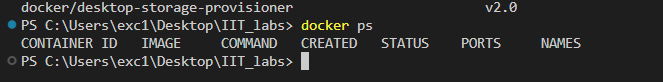 docker/desktop-storage-provisioner v2.0
PS C:\Users\exc1\Desktop\IIT_labs> docker ps
CONTAINER ID IMAGE COMMAND CREATED STATUS PORTS NAMES
PS C:\Users\exc1\Desktop\IIT_labs>